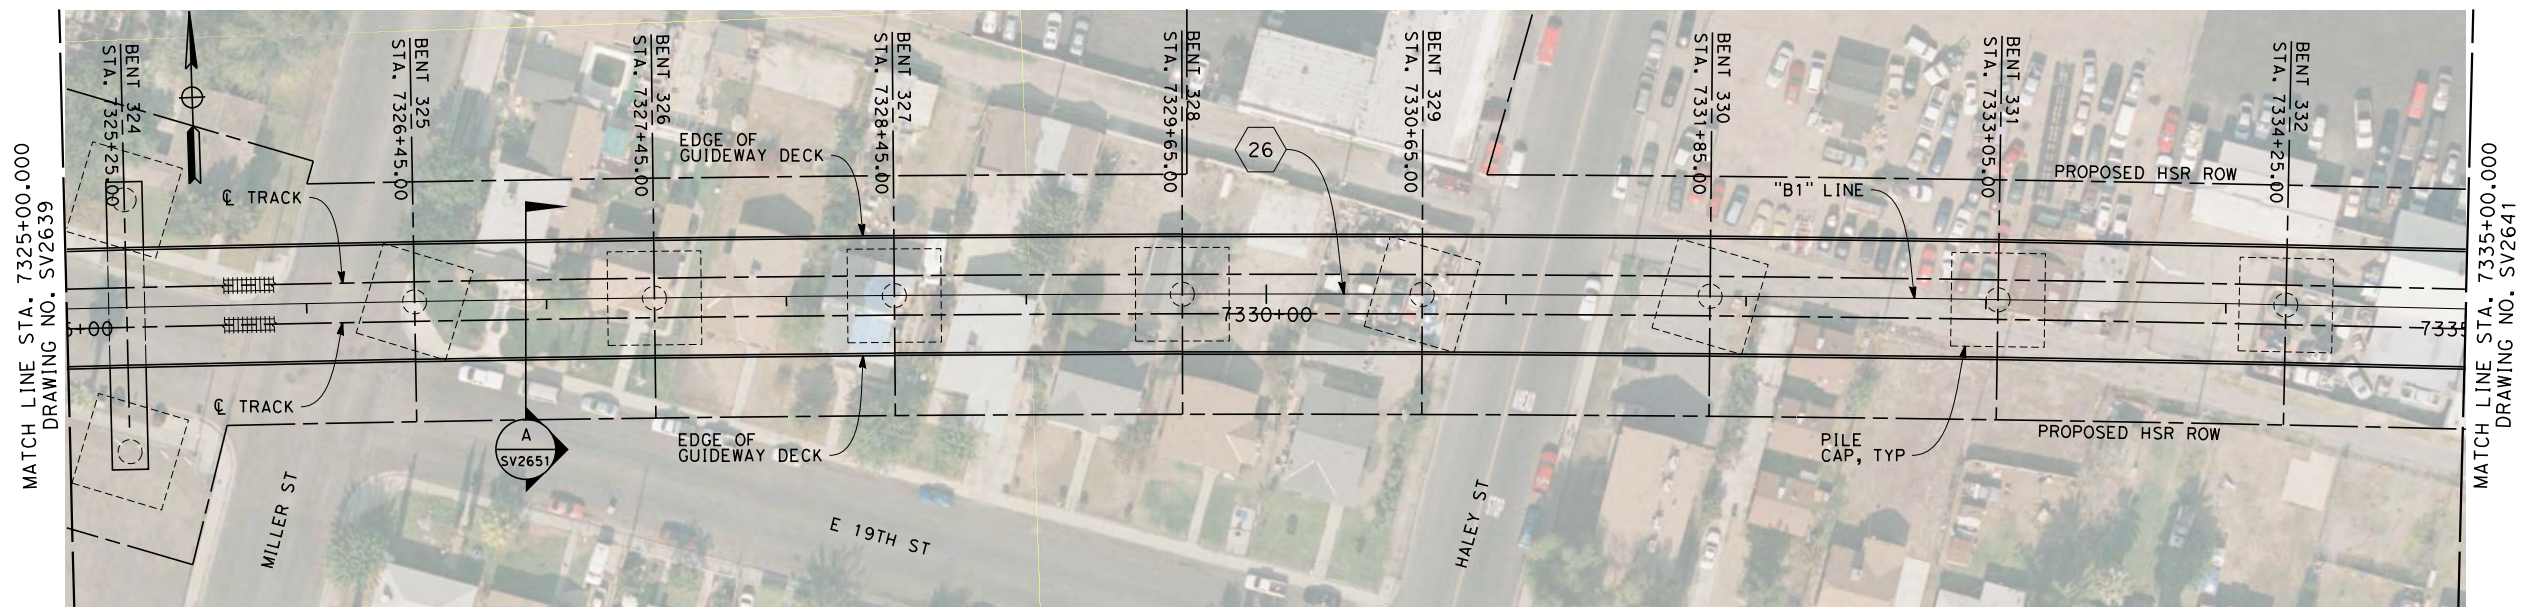 MATCH LINE STA. 7325+00.000
DRAWING NO. SV2639
BENT 324
STA. 7325+25.00
BENT 325
STA. 7326+45.00
BENT 326
STA. 7327+45.00
BENT 327
STA. 7328+45.00
BENT 328
STA. 7329+65.00
BENT 329
STA. 7330+65.00
BENT 330
STA. 7331+85.00
BENT 331
STA. 7333+05.00
BENT 332
STA. 7334+25.00
EDGE OF
GUIDEWAY DECK
26
PROPOSED HSR ROW
"B1" LINE
℄ TRACK
5+00
7330+00
7335
℄ TRACK
A
SV2651
EDGE OF
GUIDEWAY DECK
PILE
CAP, TYP
PROPOSED HSR ROW
MILLER ST
E 19TH ST
HALEY ST
MATCH LINE STA. 7335+00.000
DRAWING NO. SV2641